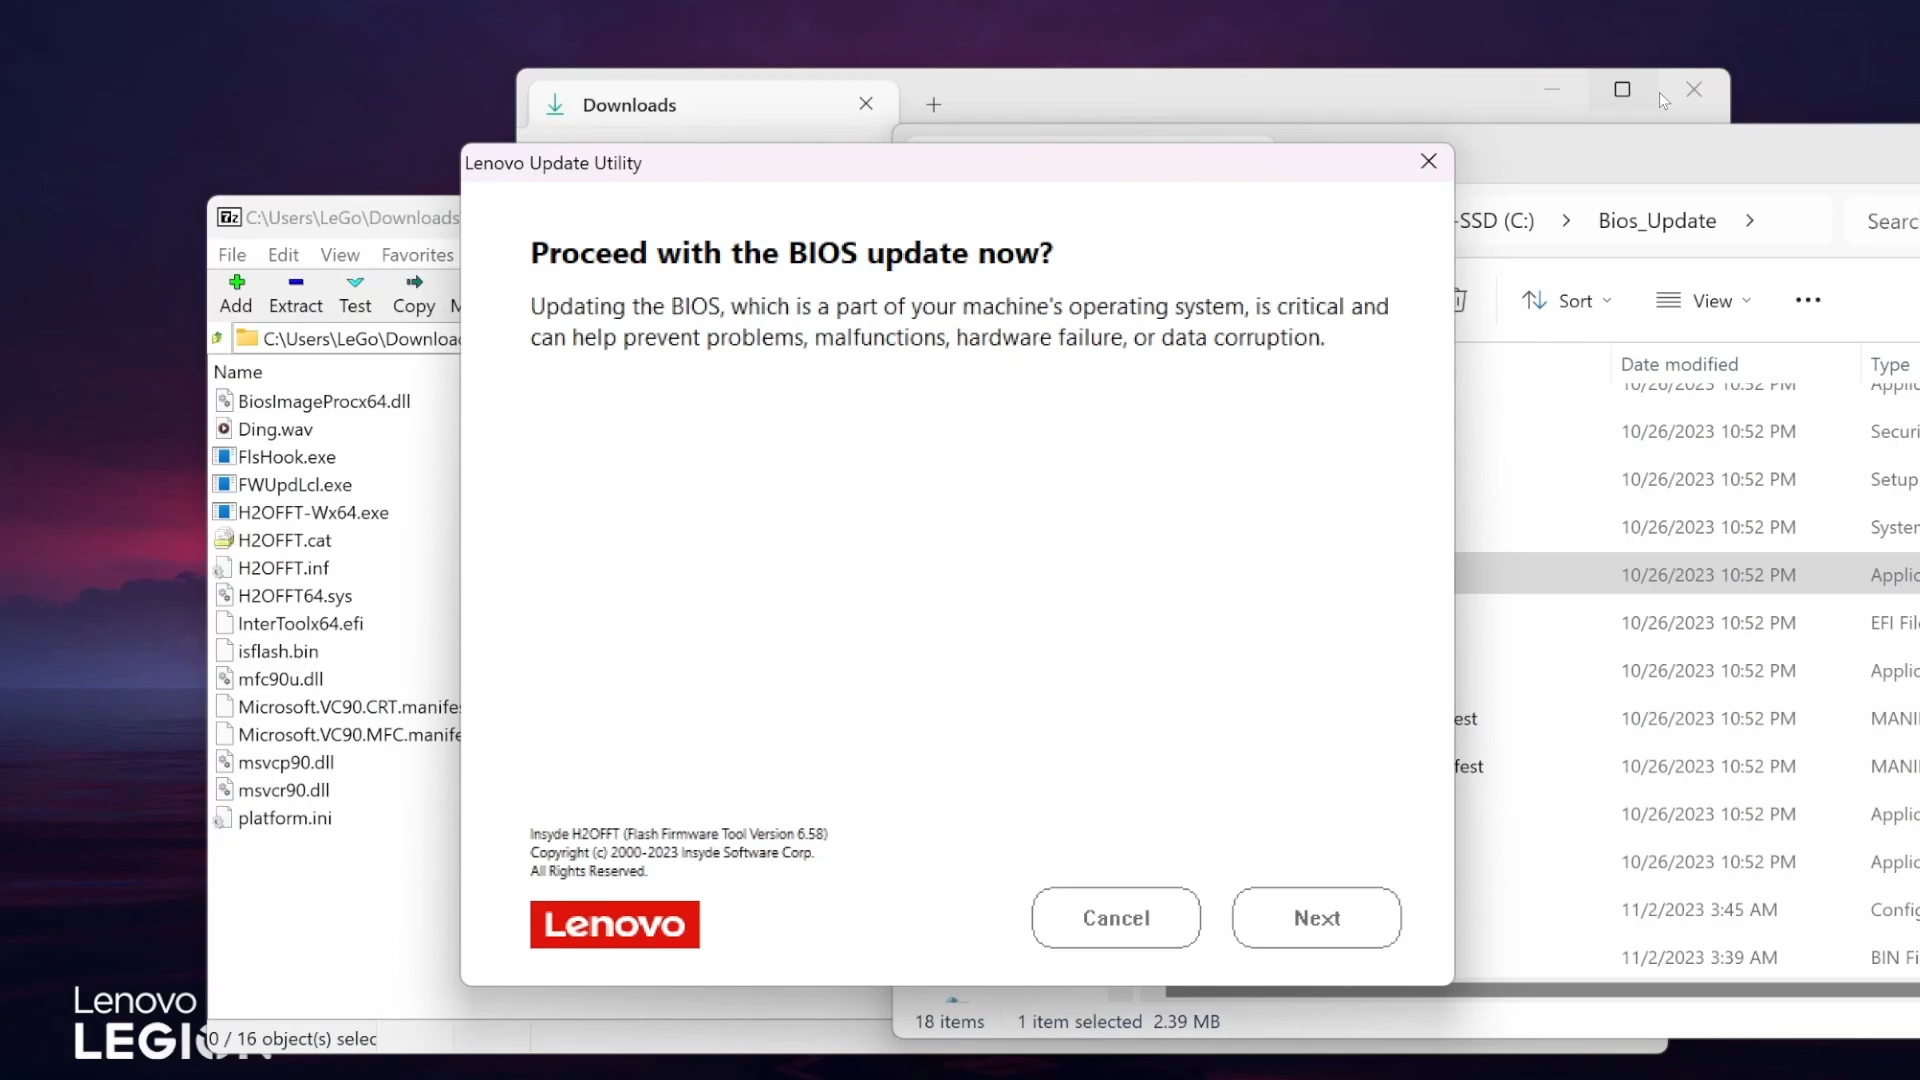 Downloads
Lenovo Update Utility
Proceed with the BIOS update now?
Updating the BIOS, which is a part of your machine's operating system, is critical and
can help prevent problems, malfunctions, hardware failure, or data corruption.
Insyde H2OFFT (Flash Firmware Tool Version 6.58)
Copyright (c) 2000-2023 Insyde Software Corp.
All Rights Reserved.
Lenovo
Cancel
Next
C:\Users\LeGo\Downloads
File Edit View Favorites
Add Extract Test Copy M
C:\Users\LeGo\Downloa
Name
BiosImageProcx64.dll
Ding.wav
FlsHook.exe
FWUpdLcl.exe
H2OFFT-Wx64.exe
H2OFFT.cat
H2OFFT.inf
H2OFFT64.sys
InterToolx64.efi
isflash.bin
mfc90u.dll
Microsoft.VC90.CRT.manifes
Microsoft.VC90.MFC.manife
msvcp90.dll
msvcr90.dll
platform.ini
0 / 16 object(s) selec
-SSD (C:) > Bios_Update > Searc
Sort View
Date modified Type
10/26/2023 10:52 PM Applic
10/26/2023 10:52 PM Securi
10/26/2023 10:52 PM Setup
10/26/2023 10:52 PM System
10/26/2023 10:52 PM Applic
10/26/2023 10:52 PM EFI File
10/26/2023 10:52 PM Applic
est 10/26/2023 10:52 PM MANI
fest 10/26/2023 10:52 PM MANI
10/26/2023 10:52 PM Applic
10/26/2023 10:52 PM Applic
11/2/2023 3:45 AM Config
11/2/2023 3:39 AM BIN Fi
18 items 1 item selected 2.39 MB
Lenovo
LEGION